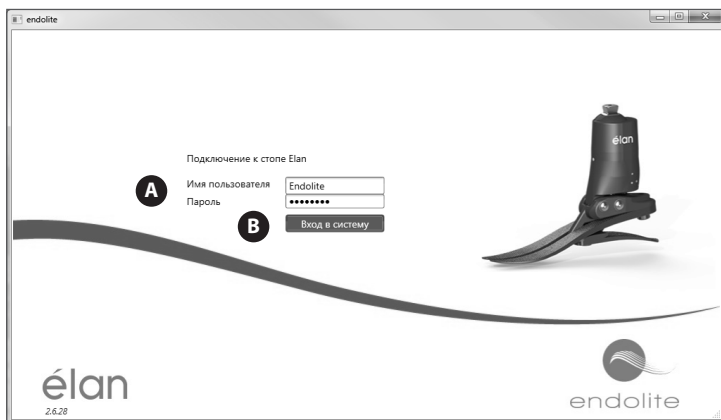 endolite
élan
Подключение к стопе Elan
A
Имя пользователя
Endolite
Пароль
••••••••
B
Вход в систему
élan
2.6.28
endolite